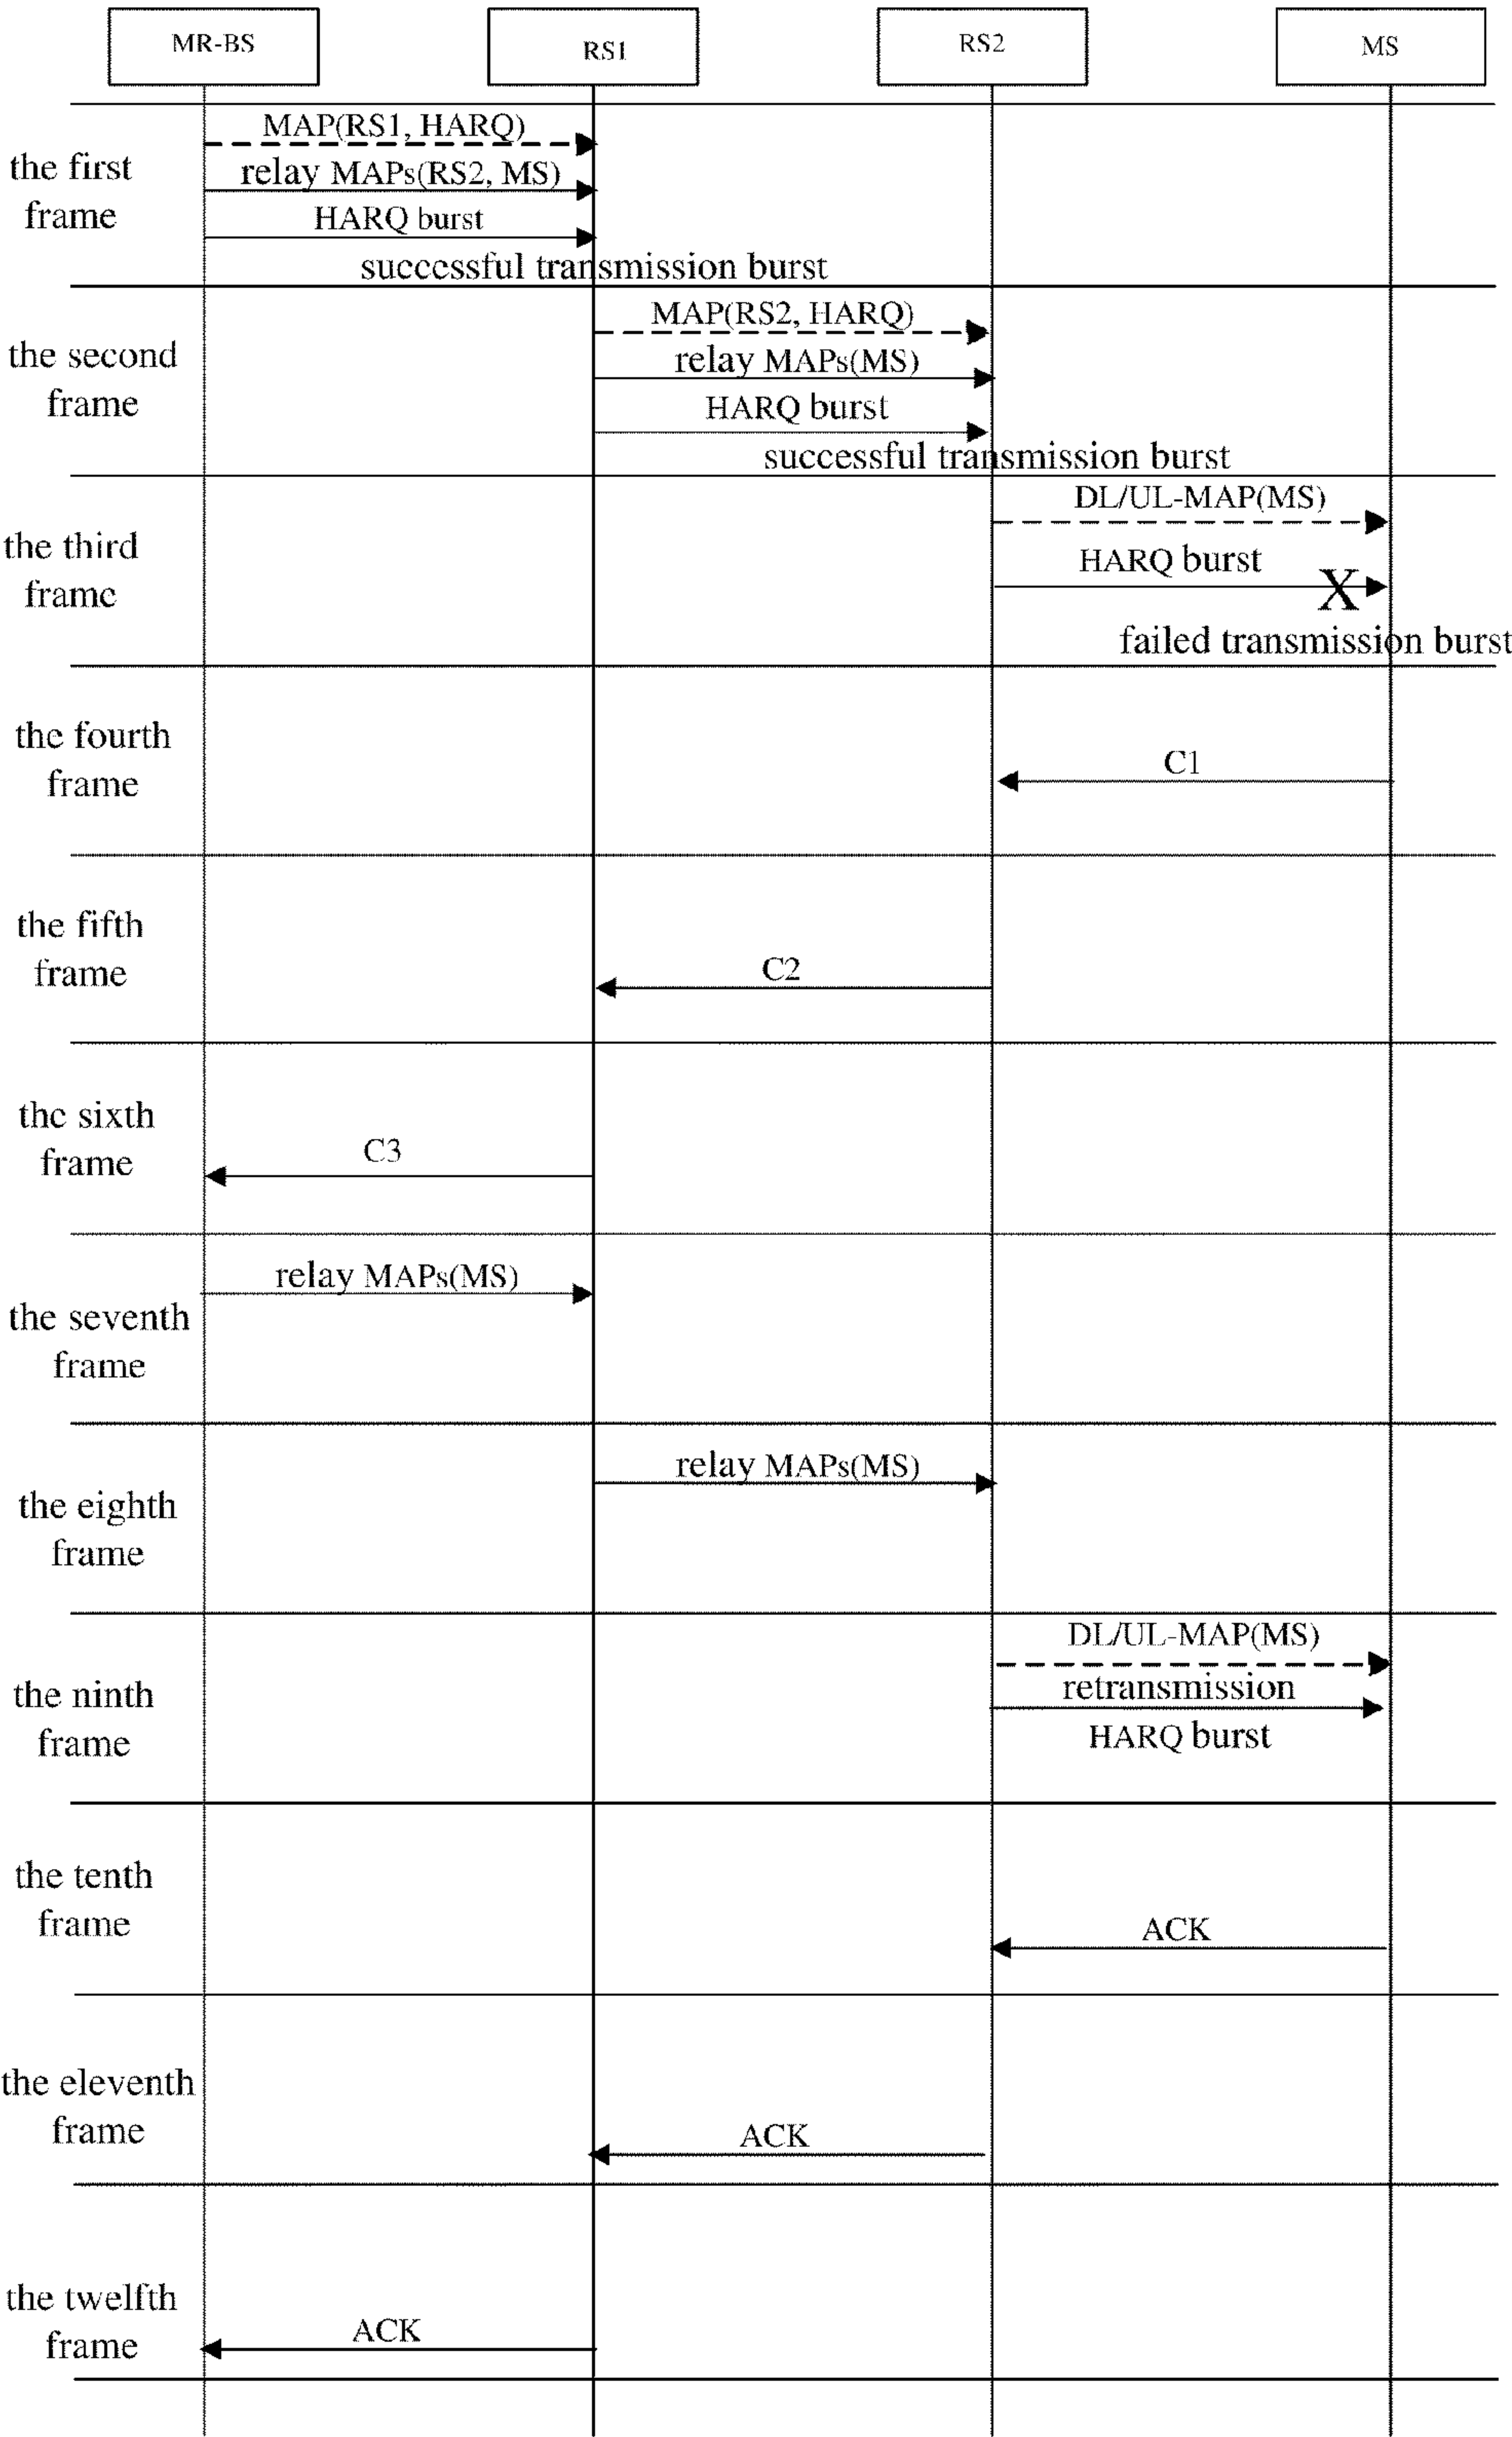 MR-BS
RS1
RS2
MS
the first
frame
MAP(RS1, HARQ)
relay MAPs(RS2, MS)
HARQ burst
successful transmission burst
the second
frame
MAP(RS2, HARQ)
relay MAPs(MS)
HARQ burst
successful transmission burst
the third
frame
DL/UL-MAP(MS)
HARQ burst
X
failed transmission burst
the fourth
frame
C1
the fifth
frame
C2
the sixth
frame
C3
the seventh
frame
relay MAPs(MS)
the eighth
frame
relay MAPs(MS)
the ninth
frame
DL/UL-MAP(MS)
retransmission
HARQ burst
the tenth
frame
ACK
the eleventh
frame
ACK
the twelfth
frame
ACK